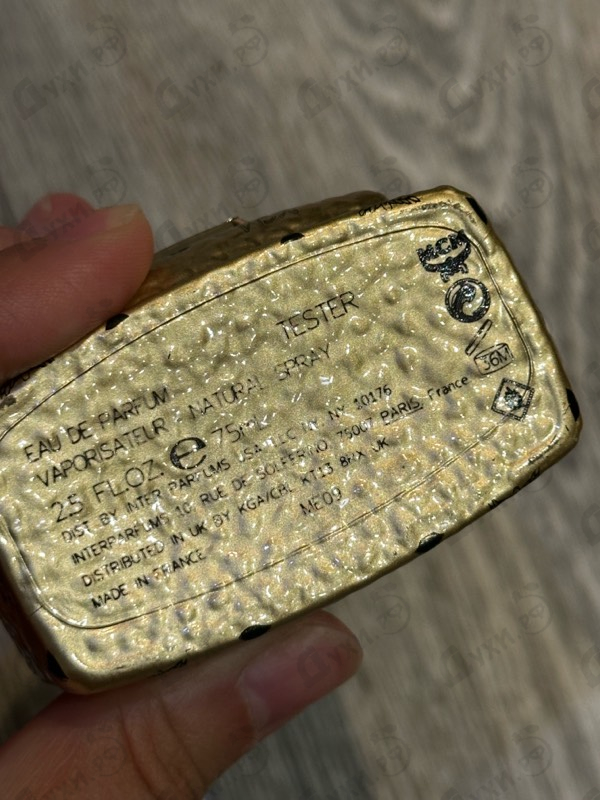 MCM
TESTER
36M
EAU DE PARFUM
VAPORISATEUR NATURAL SPRAY
2.5 FL.OZ. e 75ML
DIST. BY INTER PARFUMS USA LLC NY, NY 10176
INTERPARFUMS 10 RUE DE SOLFERINO, 75007 PARIS, France
DISTRIBUTED IN UK BY KGA/CBL KT13 UK
MADE IN FRANCE
ME09